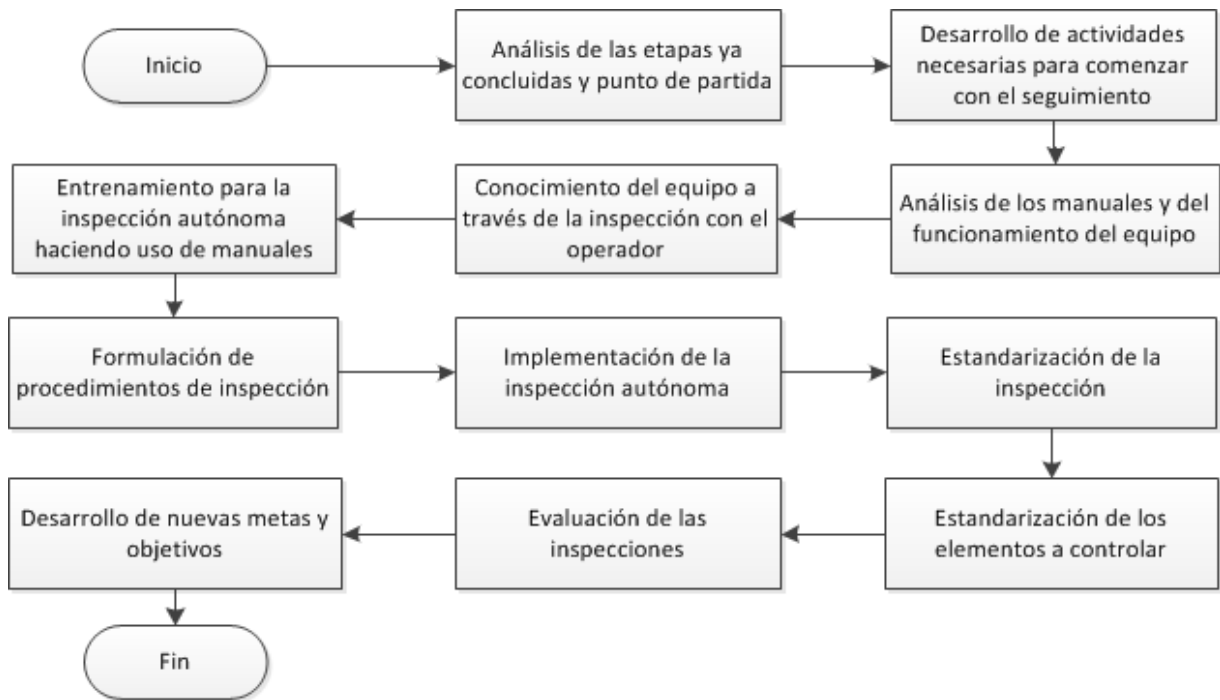 Inicio
Análisis de las etapas ya
concluidas y punto de partida
Desarrollo de actividades
necesarias para comenzar
con el seguimiento
Análisis de los manuales y del
funcionamiento del equipo
Conocimiento del equipo a
través de la inspección con el
operador
Entrenamiento para la
inspección autónoma
haciendo uso de manuales
Formulación de
procedimientos de inspección
Implementación de la
inspección autónoma
Estandarización de la
inspección
Estandarización de los
elementos a controlar
Evaluación de las
inspecciones
Desarrollo de nuevas metas y
objetivos
Fin